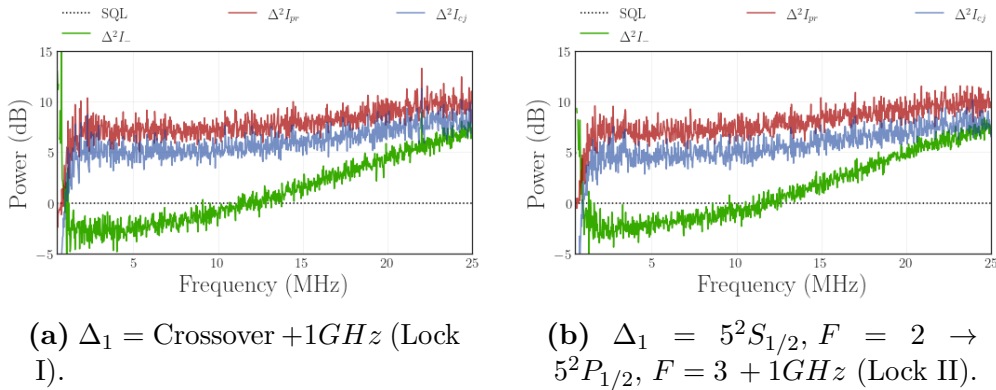 SQL Δ²I_pr Δ²I_cj SQL Δ²I_pr Δ²I_cj
Δ²I_− Δ²I_−
15 15
10 10
5 5
0 0
−5 −5
Power (dB) Power (dB)
5 10 15 20 25 5 10 15 20 25
Frequency (MHz) Frequency (MHz)
(a) Δ₁ = Crossover +1GHz (Lock
I).
(b) Δ₁ = 5²S₁/₂, F = 2 →
5²P₁/₂, F = 3 + 1GHz (Lock II).